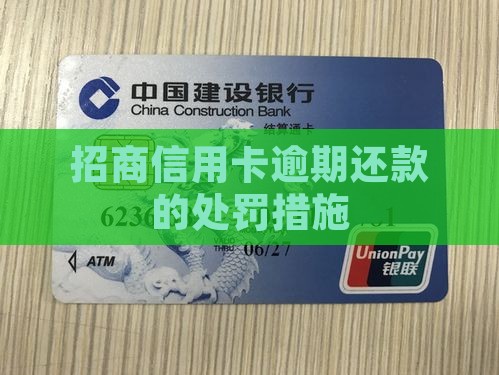 中国建设银行
China Construction Bank
结算通卡
招商信用卡逾期还款
的处罚措施
THRU 06/27
ATM
UnionPay
银联